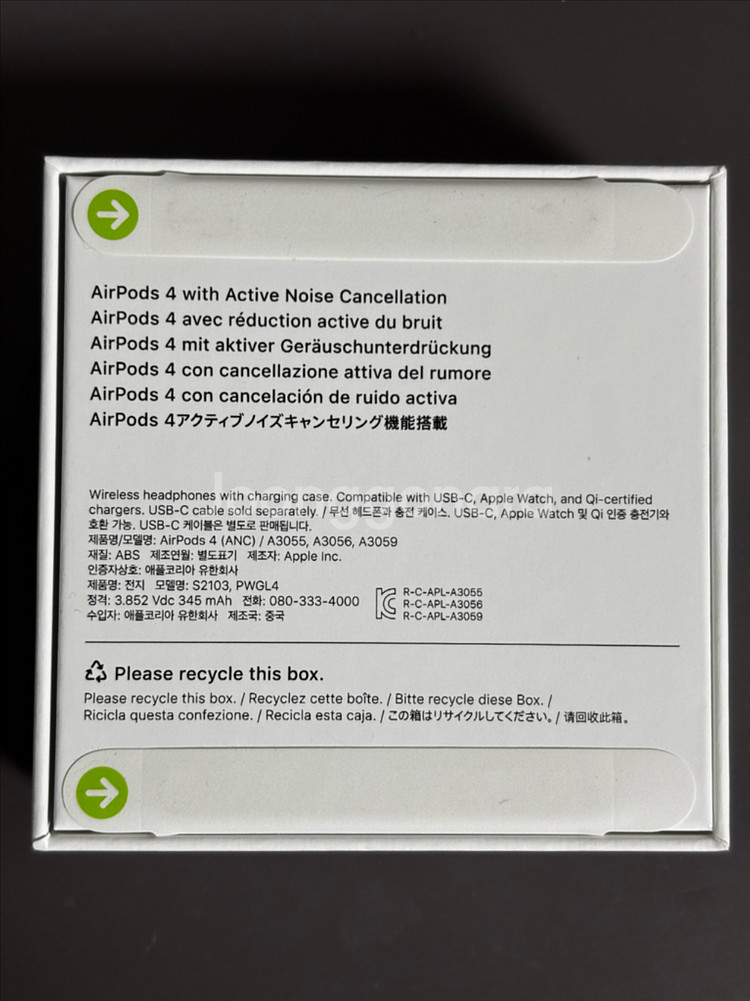 AirPods 4 with Active Noise Cancellation
AirPods 4 avec réduction active du bruit
AirPods 4 mit aktiver Geräuschunterdrückung
AirPods 4 con cancellazione attiva del rumore
AirPods 4 con cancelación de ruido activa
AirPods 4アクティブノイズキャンセリング機能搭載
Wireless headphones with charging case. Compatible with USB-C, Apple Watch, and Qi-certified
chargers. USB-C cable sold separately. / 무선 헤드폰과 충전 케이스. USB-C, Apple Watch 및 Qi 인증 충전기와
호환 가능. USB-C 케이블은 별도로 판매됩니다.
제품명/모델명: AirPods 4 (ANC) / A3055, A3056, A3059
재질: ABS 제조연월: 별도표기 제조자: Apple Inc.
인증자상호: 애플코리아 유한회사
제품명: 전지 모델명: S2103, PWGL4
정격: 3.852 Vdc 345 mAh 전화: 080-333-4000
수입자: 애플코리아 유한회사 제조국: 중국
R-C-APL-A3055
R-C-APL-A3056
R-C-APL-A3059
Please recycle this box.
Please recycle this box. / Recyclez cette boîte. / Bitte recycle diese Box. /
Ricicla questa confezione. / Recicla esta caja. / この箱はリサイクルしてください。/ 请回收此箱。